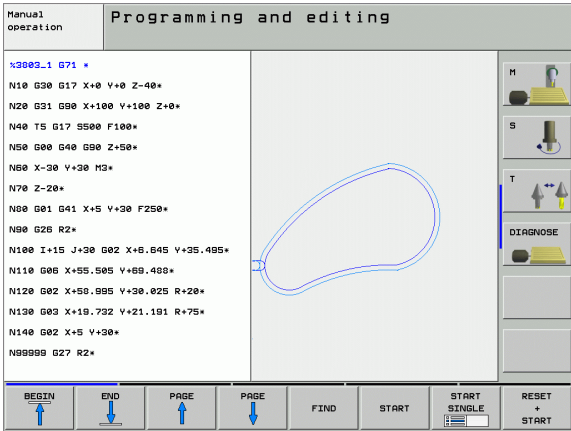 Manual
operation
Programming and editing
%3803_1 G71 *
N10 G30 G17 X+0 Y+0 Z-40*
N20 G31 G90 X+100 Y+100 Z+0*
N40 T5 G17 S500 F100*
N50 G00 G40 G90 Z+50*
N60 X-30 Y+30 M3*
N70 Z-20*
N80 G01 G41 X+5 Y+30 F250*
N90 G26 R2*
N100 I+15 J+30 G02 X+6.645 Y+35.495*
N110 G06 X+55.505 Y+69.488*
N120 G02 X+58.995 Y+30.025 R+20*
N130 G03 X+19.732 Y+21.191 R+75*
N140 G02 X+5 Y+30*
N99999 G27 R2*
M
S
T
DIAGNOSE
BEGIN
END
PAGE
PAGE
FIND
START
START
SINGLE
RESET
+
START